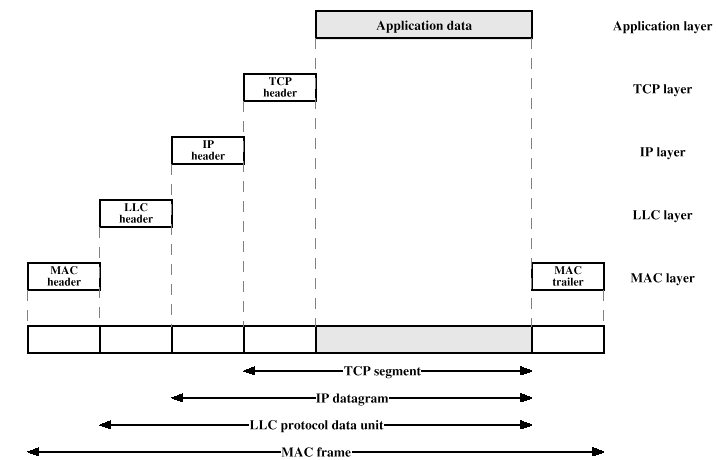 Application data
Application layer
TCP
header
TCP layer
IP
header
IP layer
LLC
header
LLC layer
MAC
header
MAC
trailer
MAC layer
TCP segment
IP datagram
LLC protocol data unit
MAC frame